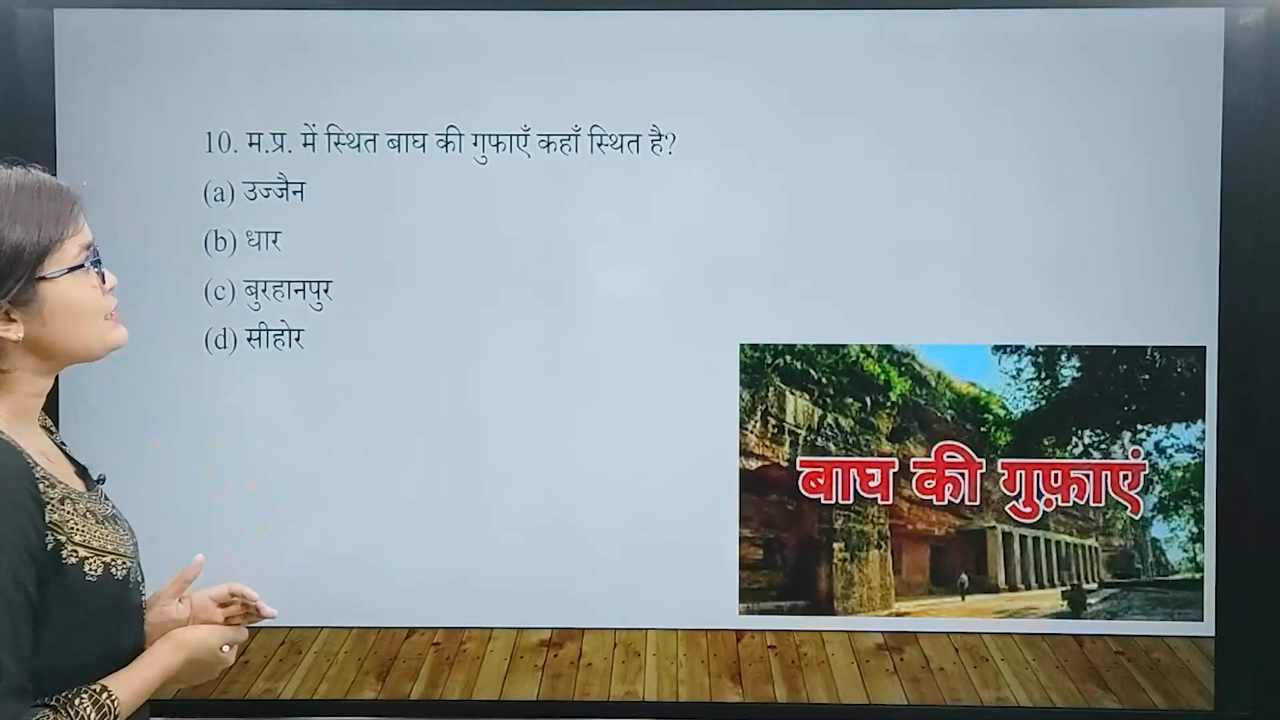 10. म.प्र. में स्थित बाघ की गुफाएँ कहाँ स्थित है?
(a) उज्जैन
(b) धार
(c) बुरहानपुर
(d) सीहोर
बाघ की गुफ़ाएं